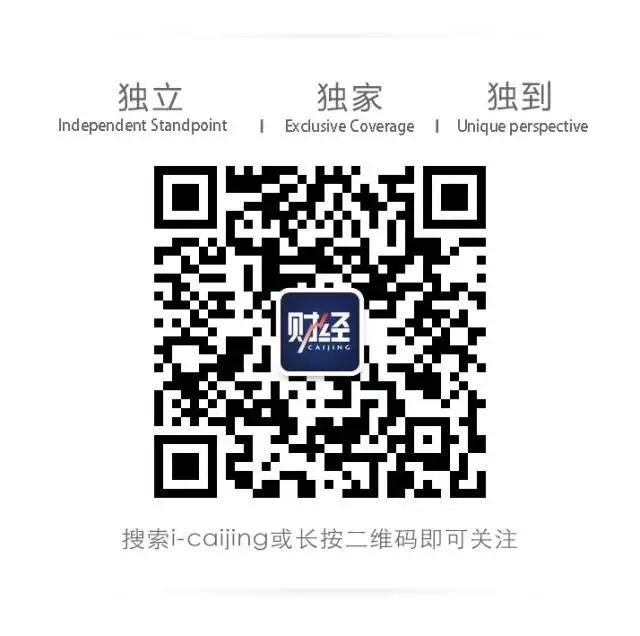 独立 独家 独到
Independent Standpoint | Exclusive Coverage | Unique perspective
财经
CAIJING
搜索i-caijing或长按二维码即可关注